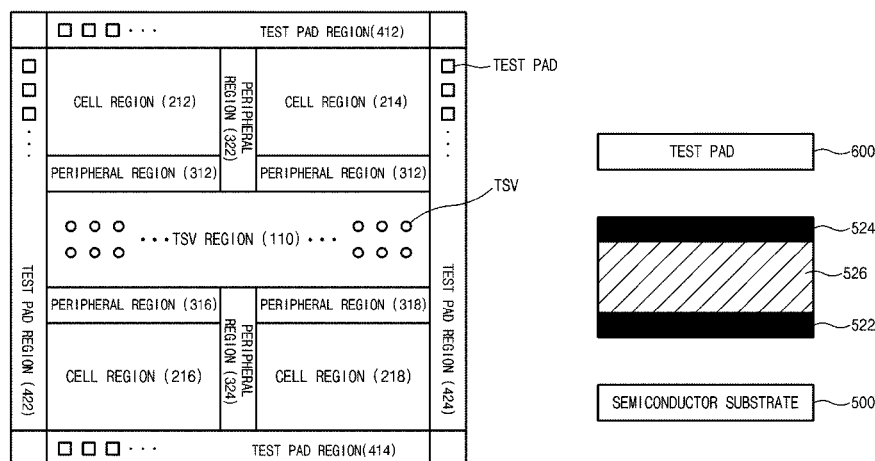 TEST PAD REGION(412)
TEST PAD
CELL REGION (212)
PERIPHERAL
REGION (322)
CELL REGION (214)
TEST PAD
600
PERIPHERAL REGION (312)
PERIPHERAL REGION (312)
TSV
524
TSV REGION (110)
526
TEST PAD REGION (422)
TEST PAD REGION (424)
PERIPHERAL REGION (316)
PERIPHERAL
REGION (324)
PERIPHERAL REGION (318)
522
CELL REGION (216)
CELL REGION (218)
SEMICONDUCTOR SUBSTRATE
500
TEST PAD REGION(414)